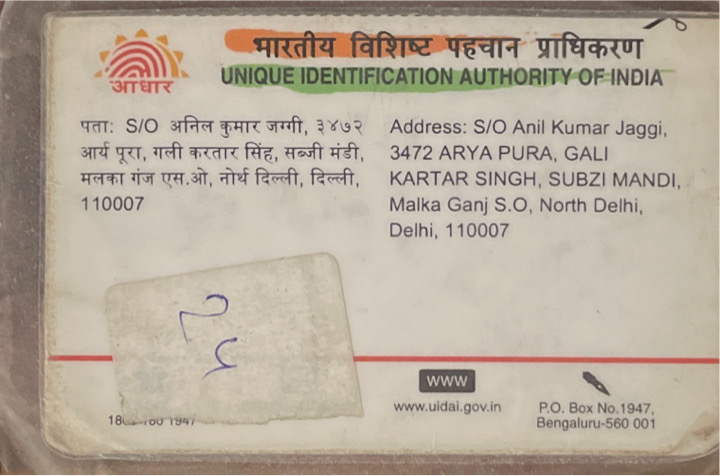 भारतीय विशिष्ट पहचान प्राधिकरण
UNIQUE IDENTIFICATION AUTHORITY OF INDIA
आधार
पता: S/O अनिल कुमार जग्गी, ३४७२
आर्य पूरा, गली करतार सिंह, सब्जी मंडी,
मलका गंज एस.ओ, नोर्थ दिल्ली, दिल्ली,
110007
Address: S/O Anil Kumar Jaggi,
3472 ARYA PURA, GALI
KARTAR SINGH, SUBZI MANDI,
Malka Ganj S.O, North Delhi,
Delhi, 110007
WWW
www.uidai.gov.in
P.O. Box No.1947,
Bengaluru-560 001
1947